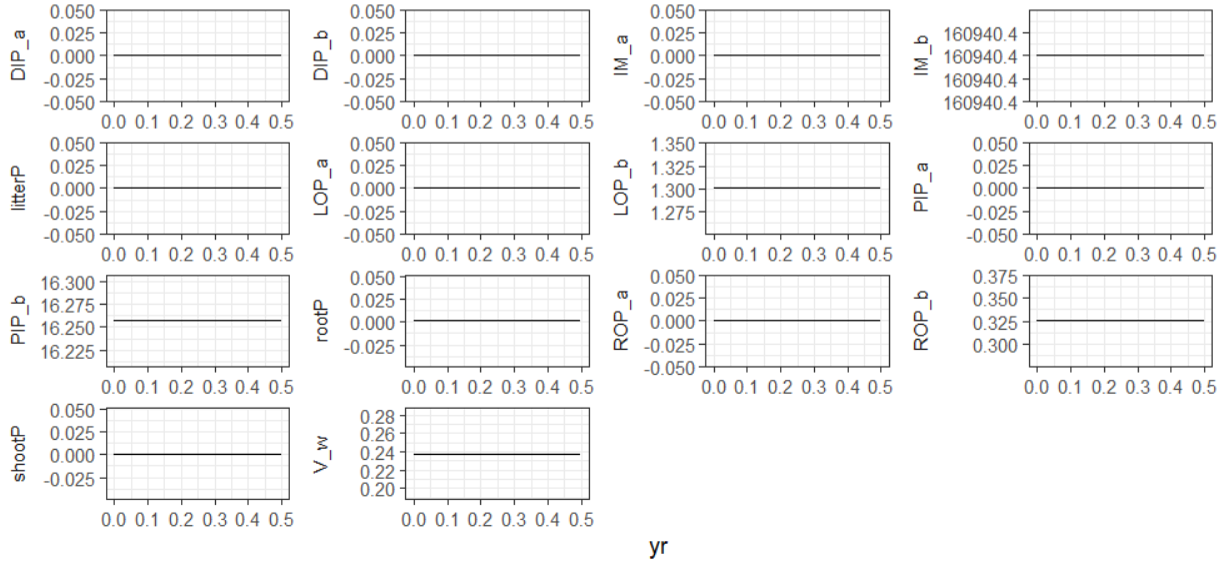 DIP_a
0.050
0.025
0.000
-0.025
-0.050
0.0 0.1 0.2 0.3 0.4 0.5
DIP_b
0.050
0.025
0.000
-0.025
-0.050
0.0 0.1 0.2 0.3 0.4 0.5
IM_a
0.050
0.025
0.000
-0.025
-0.050
0.0 0.1 0.2 0.3 0.4 0.5
IM_b
160940.4
160940.4
160940.4
160940.4
0.0 0.1 0.2 0.3 0.4 0.5
litterP
0.050
0.025
0.000
-0.025
-0.050
0.0 0.1 0.2 0.3 0.4 0.5
LOP_a
0.050
0.025
0.000
-0.025
-0.050
0.0 0.1 0.2 0.3 0.4 0.5
LOP_b
1.350
1.325
1.300
1.275
0.0 0.1 0.2 0.3 0.4 0.5
PIP_a
0.050
0.025
0.000
-0.025
-0.050
0.0 0.1 0.2 0.3 0.4 0.5
PIP_b
16.300
16.275
16.250
16.225
0.0 0.1 0.2 0.3 0.4 0.5
rootP
0.050
0.025
0.000
-0.025
0.0 0.1 0.2 0.3 0.4 0.5
ROP_a
0.050
0.025
0.000
-0.025
-0.050
0.0 0.1 0.2 0.3 0.4 0.5
ROP_b
0.375
0.350
0.325
0.300
0.0 0.1 0.2 0.3 0.4 0.5
shootP
0.050
0.025
0.000
-0.025
0.0 0.1 0.2 0.3 0.4 0.5
V_w
0.28
0.26
0.24
0.22
0.20
0.0 0.1 0.2 0.3 0.4 0.5
yr